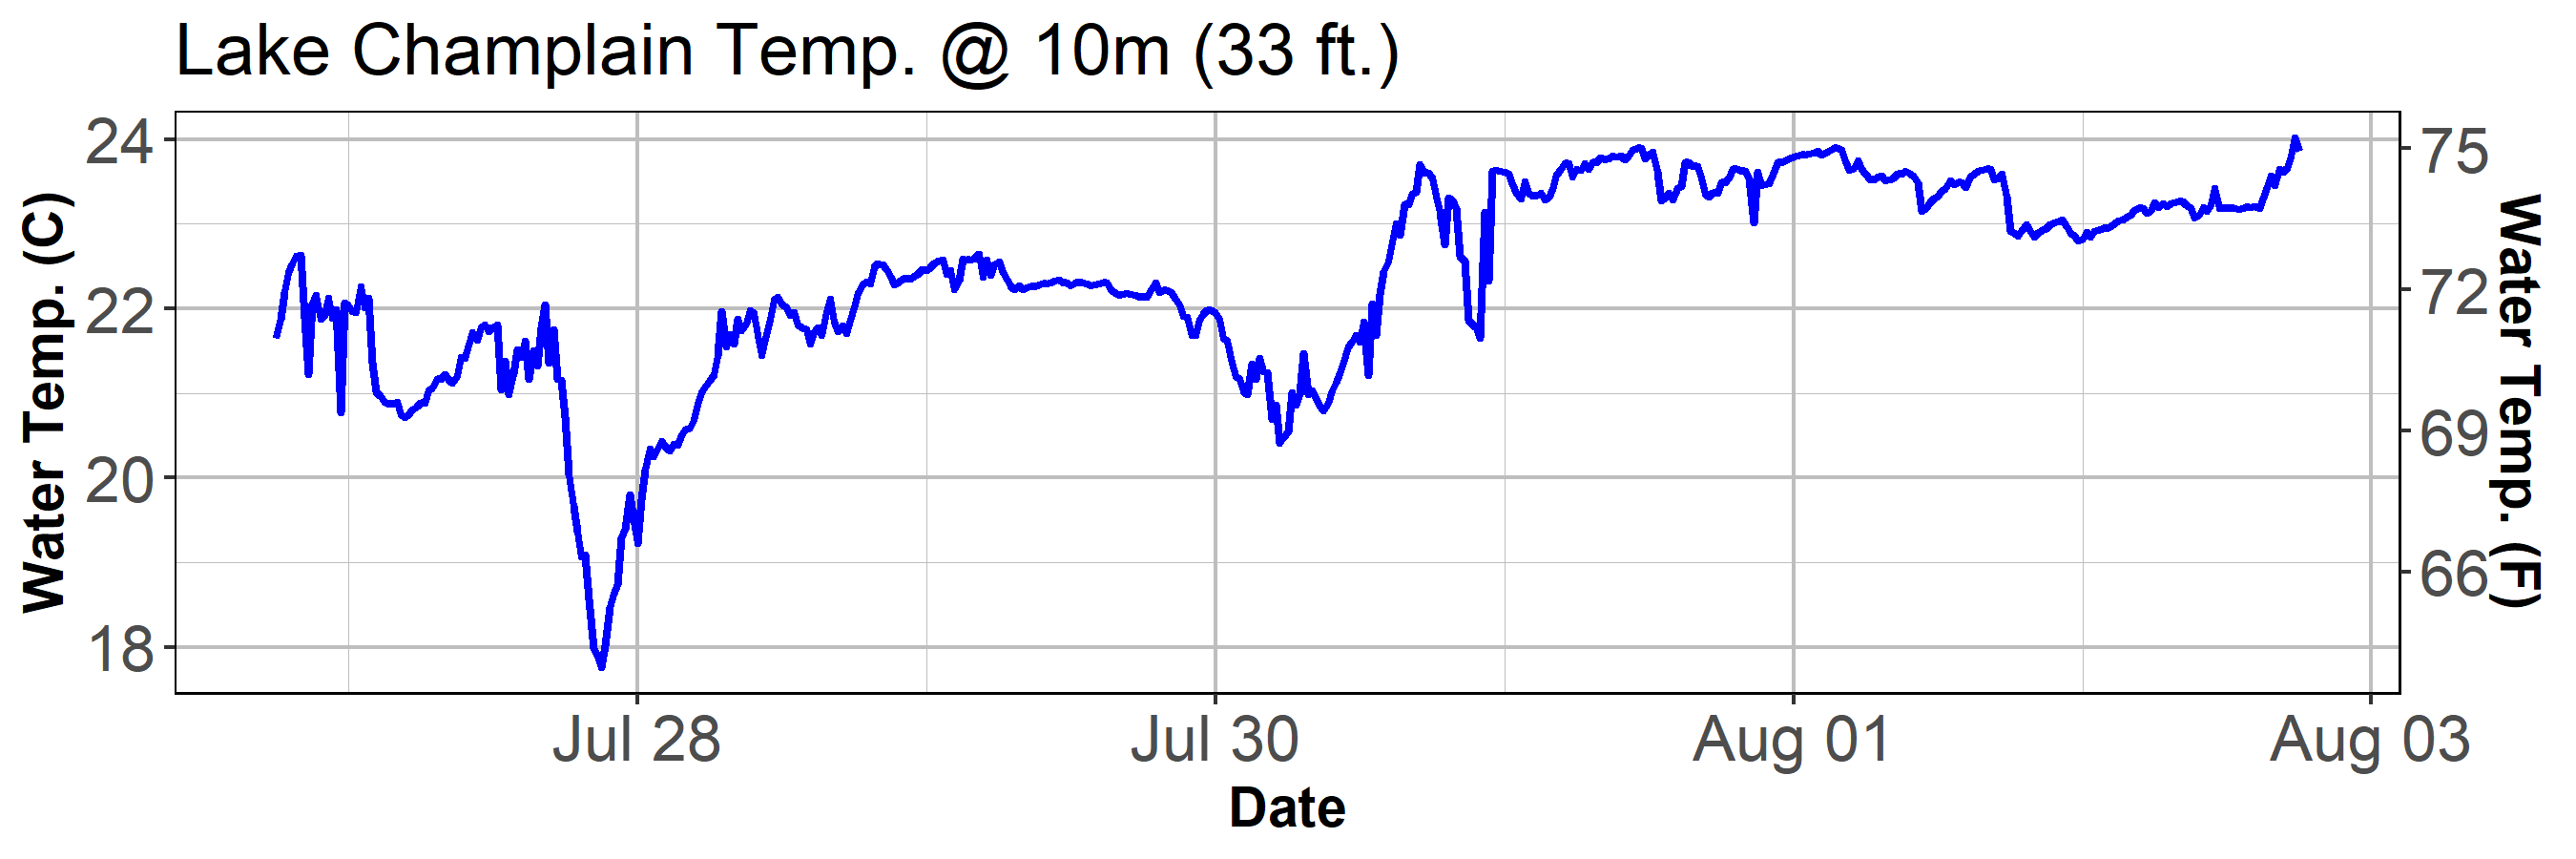 Lake Champlain Temp. @ 10m (33 ft.)
Water Temp. (C)
24
22
20
18
75
72
69
66
Water Temp. (F)
Jul 28
Jul 30
Aug 01
Aug 03
Date